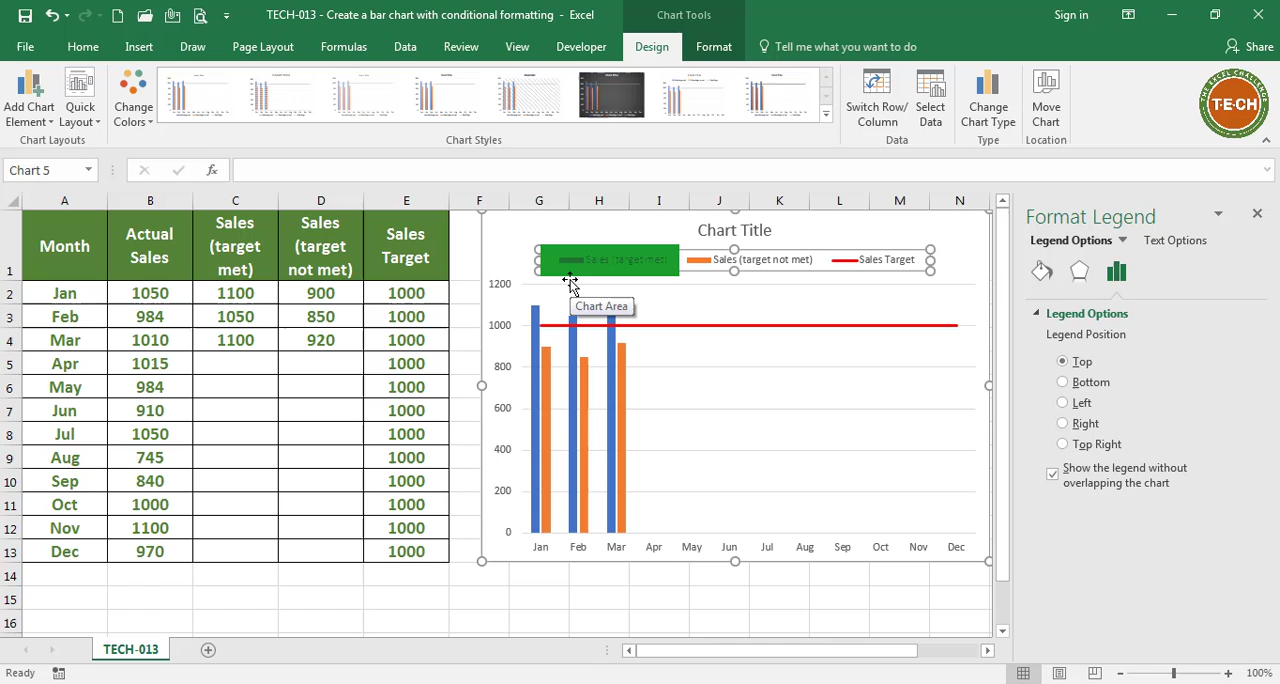 TECH-013 - Create a bar chart with conditional formatting - Excel
Chart Tools
Sign in
File Home Insert Draw Page Layout Formulas Data Review View Developer Design Format Tell me what you want to do Share
Add Chart Element
Quick Layout
Change Colors
Switch Row/ Column
Select Data
Change Chart Type
Move Chart
THE EXCEL CHALLENGE
TE:CH
Chart Layouts Chart Styles Data Type Location
Chart 5 fx
A B C D E F G H I J K L M N
1 Month Actual Sales Sales (target met) Sales (target not met) Sales Target
2 Jan 1050 1100 900 1000
3 Feb 984 1050 850 1000
4 Mar 1010 1100 920 1000
5 Apr 1015 1000
6 May 984 1000
7 Jun 910 1000
8 Jul 1050 1000
9 Aug 745 1000
10 Sep 840 1000
11 Oct 1000 1000
12 Nov 1100 1000
13 Dec 970 1000
14
15
16
Chart Title
Sales (target met) Sales (target not met) Sales Target
Chart Area
1200
1000
800
600
400
200
0
Jan Feb Mar Apr May Jun Jul Aug Sep Oct Nov Dec
Format Legend
Legend Options Text Options
Legend Options
Legend Position
Top
Bottom
Left
Right
Top Right
Show the legend without
overlapping the chart
TECH-013
Ready
100%